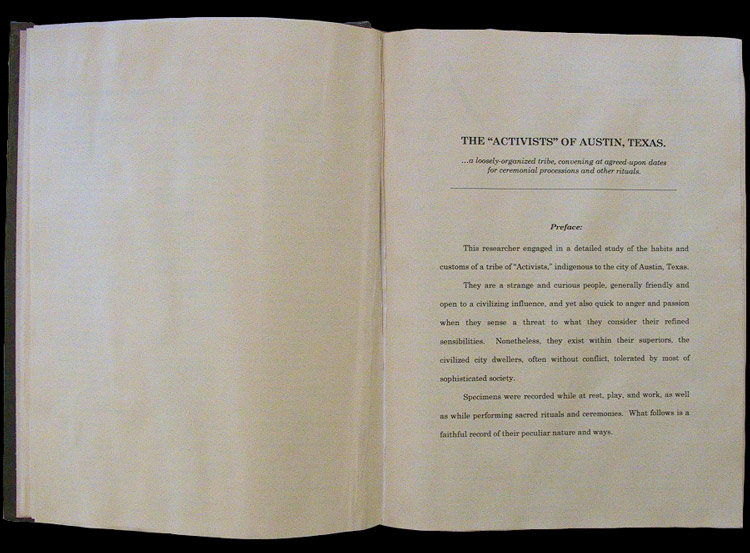 THE “ACTIVISTS” OF AUSTIN, TEXAS.
...a loosely-organized tribe, convening at agreed-upon dates
for ceremonial processions and other rituals.
Preface:
This researcher engaged in a detailed study of the habits and
customs of a tribe of “Activists,” indigenous to the city of Austin, Texas.
They are a strange and curious people, generally friendly and
open to a civilizing influence, and yet also quick to anger and passion
when they sense a threat to what they consider their refined
sensibilities. Nonetheless, they exist within their superiors, the
civilized city dwellers, often without conflict, tolerated by most of
sophisticated society.
Specimens were recorded while at rest, play, and work, as well
as while performing sacred rituals and ceremonies. What follows is a
faithful record of their peculiar nature and ways.